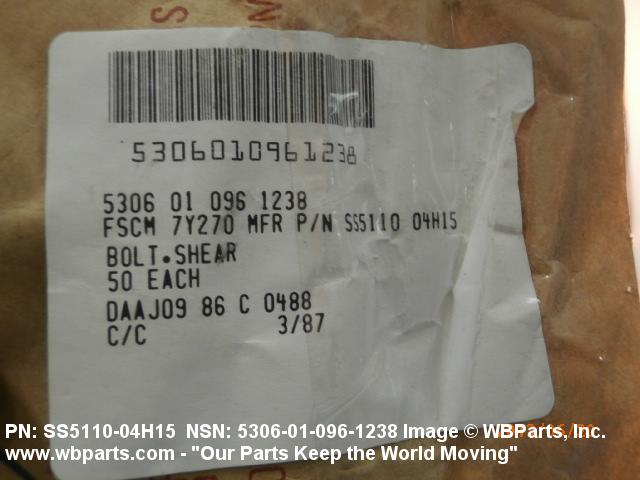 5306010961238
5306 01 096 1238
FSCM 7Y270 MFR P/N SS5110 04H15
BOLT.SHEAR
50 EACH
DAAJ09 86 C 0488
C/C 3/87
PN: SS5110-04H15 NSN: 5306-01-096-1238 Image © WBParts, Inc.
www.wbparts.com - "Our Parts Keep the World Moving"